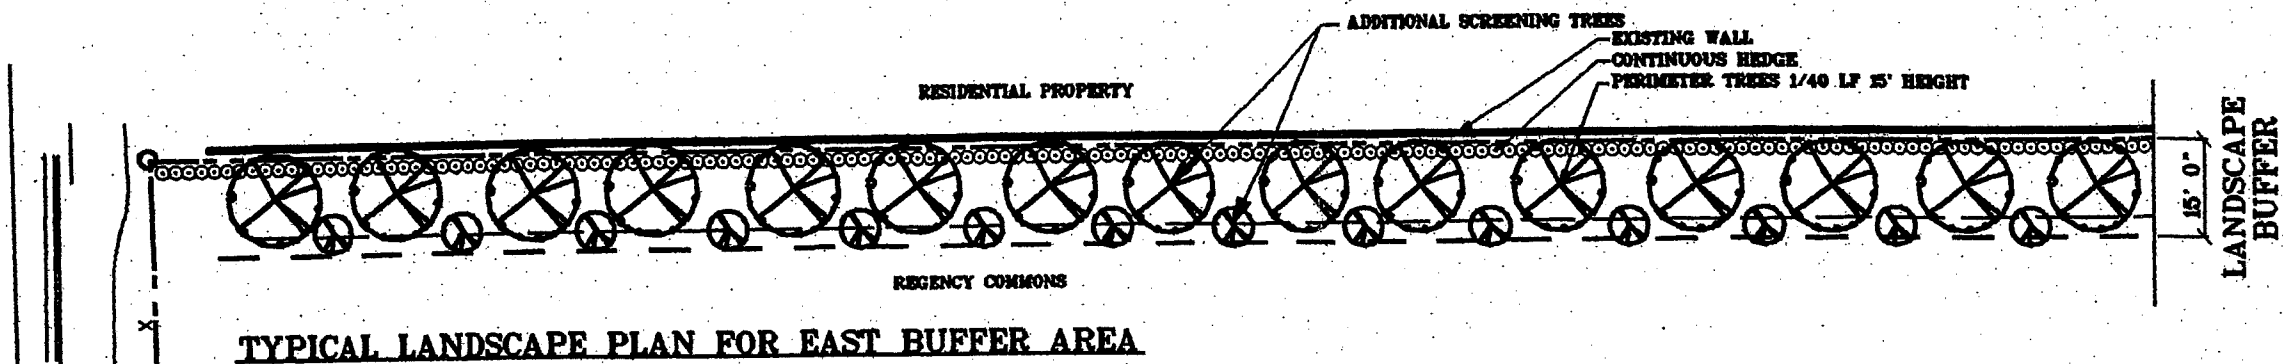 ADDITIONAL SCREENING TREES
EXISTING WALL
CONTINUOUS HEDGE
PERIMETER TREES 1/40 LF 15' HEIGHT
RESIDENTIAL PROPERTY
15' 0"
LANDSCAPE
BUFFER
REGENCY COMMONS
TYPICAL LANDSCAPE PLAN FOR EAST BUFFER AREA